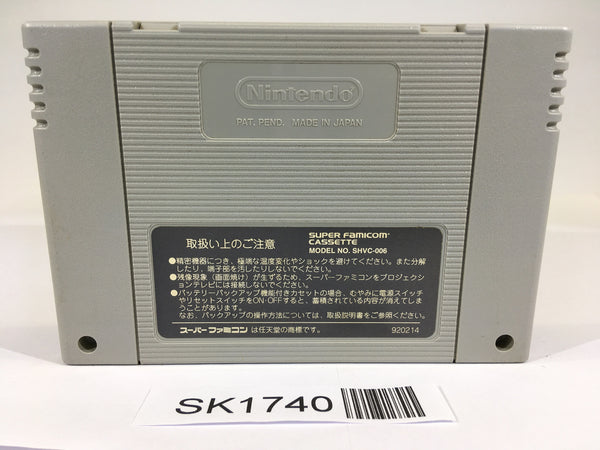 Nintendo
PAT. PEND. MADE IN JAPAN
取扱い上のご注意
SUPER FAMICOM
CASSETTE
MODEL NO. SHVC-006
●精密機器につき、極端な温度変化やショックを避けてください。また分解
したり、端子部を汚したりしないでください。
●残像現象（画面焼け）が生ずるため、スーパーファミコンをプロジェクシ
ョンテレビには接続しないでください。
●バッテリーバックアップ機能付きカセットの場合、むやみに電源スイッチ
やリセットスイッチをON・OFFすると、蓄積されている内容が消えてしま
うことがあります。
なお、バックアップの操作方法については、取扱説明書をご参照ください。
スーパーファミコン は任天堂の商標です。
920214
SK1740